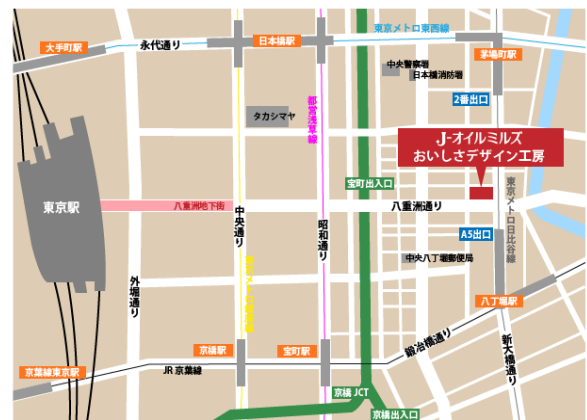 東京メトロ東西線
大手町駅
永代通り
日本橋駅
茅場町駅
中央警察署
日本橋消防署
2番出口
タカシマヤ
都営浅草線
J-オイルミルズ
おいしさデザイン工房
宝町出入口
東京駅
八重洲地下街
八重洲通り
東京メトロ日比谷線
中央通り
昭和通り
A5出口
中央八丁堀郵便局
外堀通り
八丁堀駅
京橋駅
宝町駅
鍛冶橋通り
新大橋通り
京葉線東京駅
JR 京葉線
京橋 JCT
京橋出入口